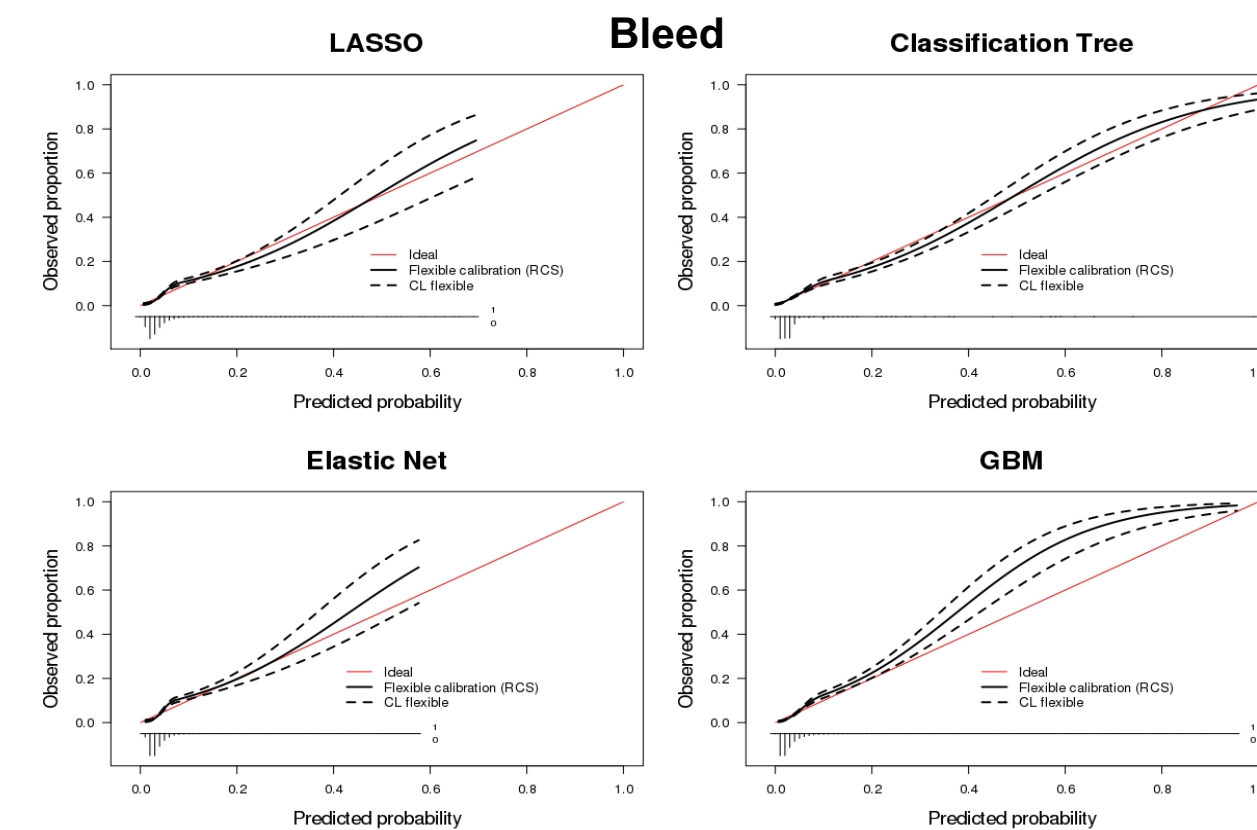 Bleed
LASSO
Observed proportion
1.0
0.8
0.6
0.4
0.2
0.0
Ideal
Flexible calibration (RCS)
CL flexible
1
0
0.0 0.2 0.4 0.6 0.8 1.0
Predicted probability
Classification Tree
Observed proportion
1.0
0.8
0.6
0.4
0.2
0.0
Ideal
Flexible calibration (RCS)
CL flexible
0.0 0.2 0.4 0.6 0.8 1
Predicted probability
Elastic Net
Observed proportion
1.0
0.8
0.6
0.4
0.2
0.0
Ideal
Flexible calibration (RCS)
CL flexible
1
0
0.0 0.2 0.4 0.6 0.8 1.0
Predicted probability
GBM
Observed proportion
1.0
0.8
0.6
0.4
0.2
0.0
Ideal
Flexible calibration (RCS)
CL flexible
1
0
0.0 0.2 0.4 0.6 0.8 1
Predicted probability